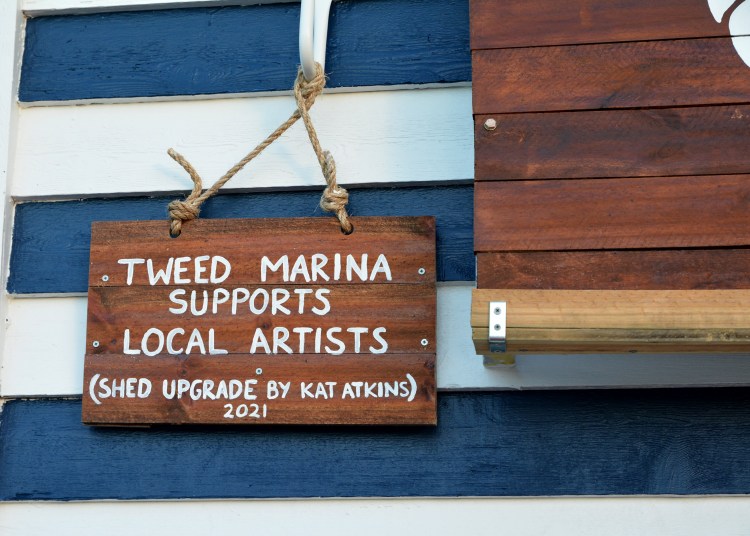 TWEED MARINA
SUPPORTS
LOCAL ARTISTS
(SHED UPGRADE BY KAT ATKINS)
2021